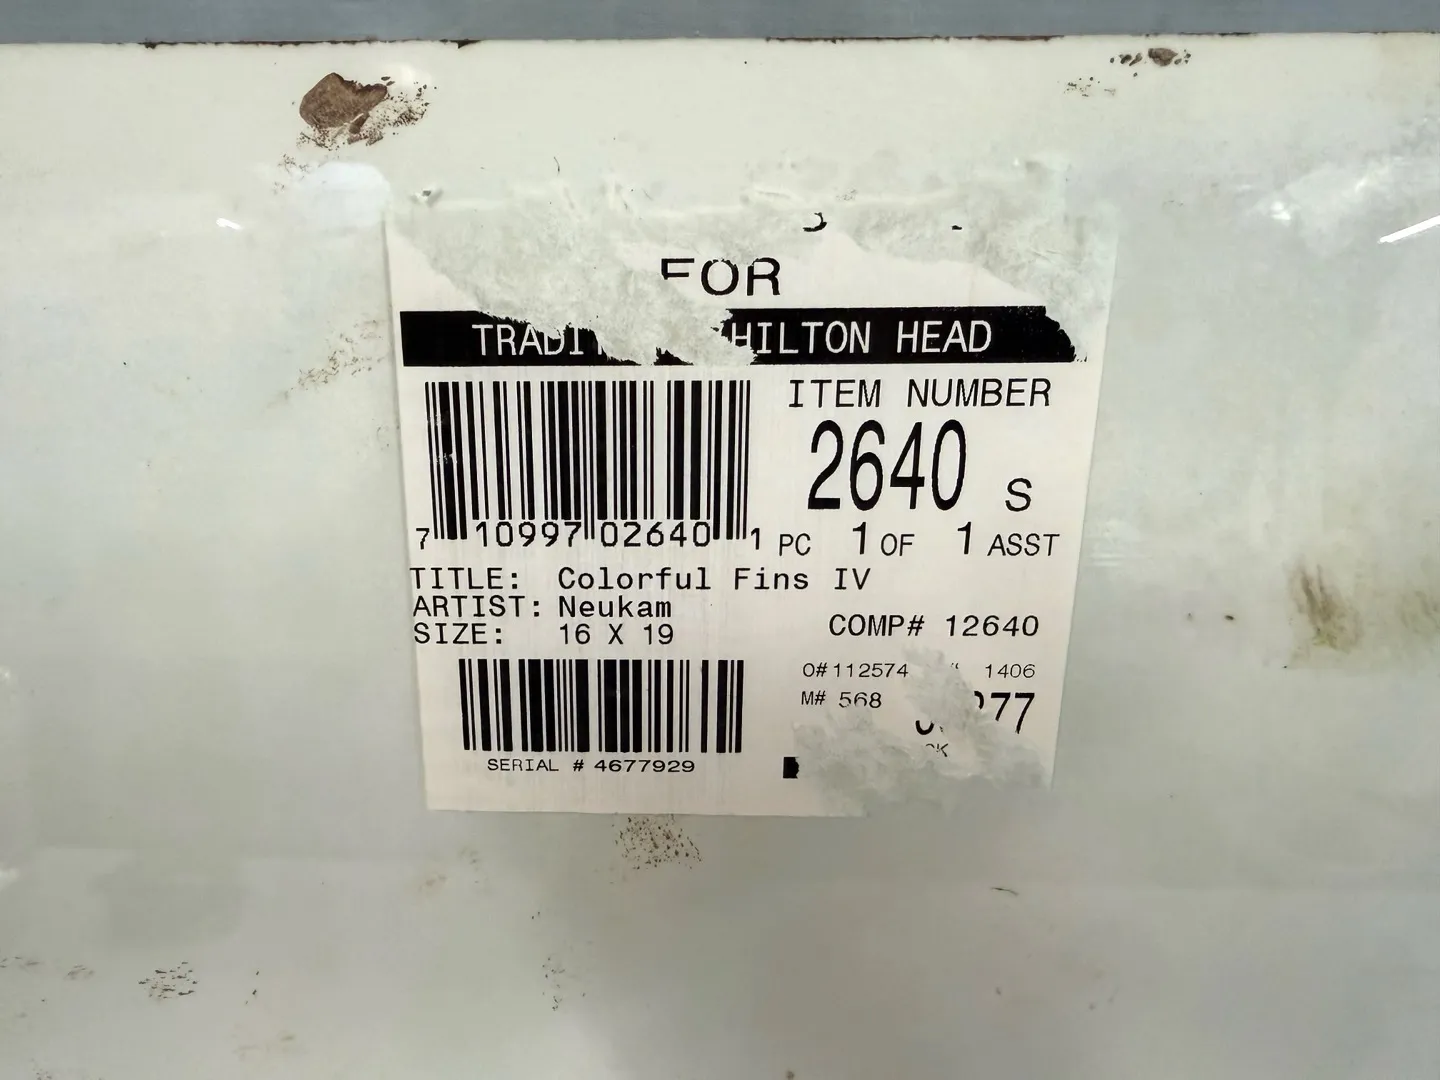 FOR
HILTON HEAD
ITEM NUMBER
2640 S
7 10997 02640 1
PC 1 OF 1 ASST
TITLE: Colorful Fins IV
ARTIST: Neukam
SIZE: 16 X 19
COMP# 12640
O# 112574 1406
M# 568
SERIAL # 4677929